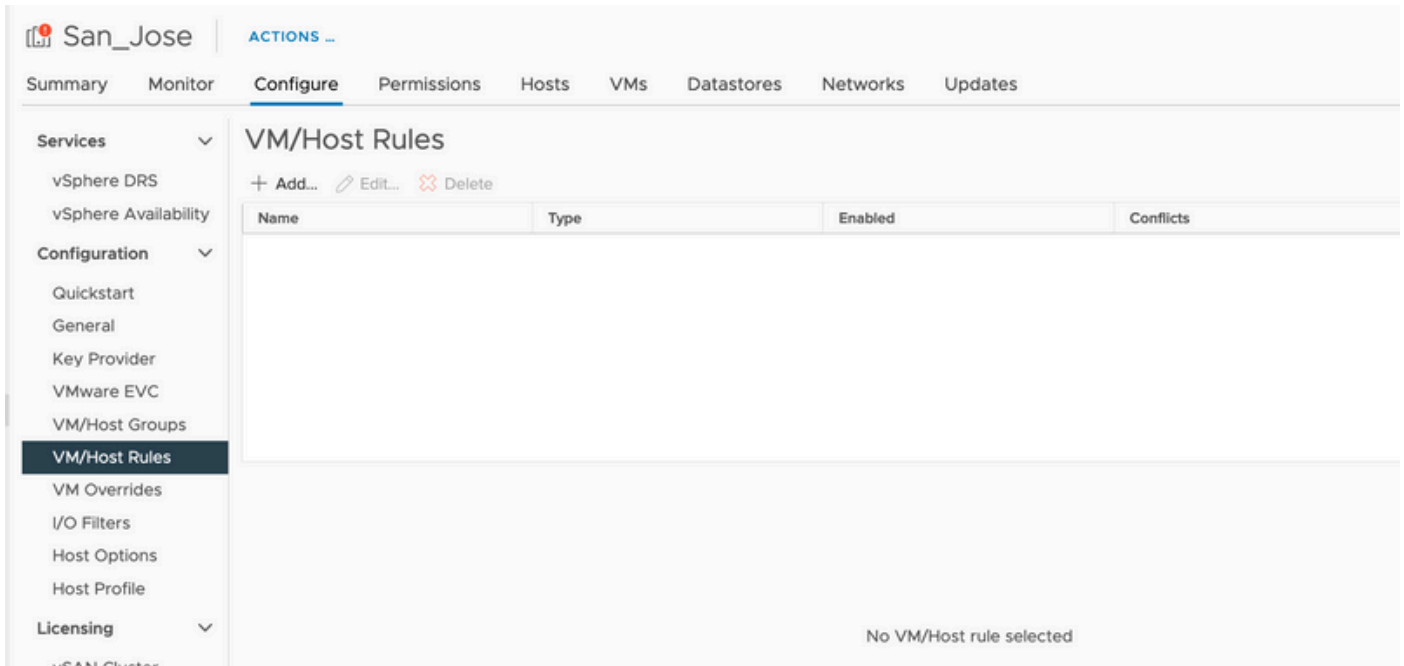 San_Jose ACTIONS ...
Summary Monitor Configure Permissions Hosts VMs Datastores Networks Updates
Services
vSphere DRS
vSphere Availability
Configuration
Quickstart
General
Key Provider
VMware EVC
VM/Host Groups
VM/Host Rules
VM Overrides
I/O Filters
Host Options
Host Profile
Licensing
vSAN Cluster
VM/Host Rules
+ Add... Edit... Delete
Name Type Enabled Conflicts
No VM/Host rule selected